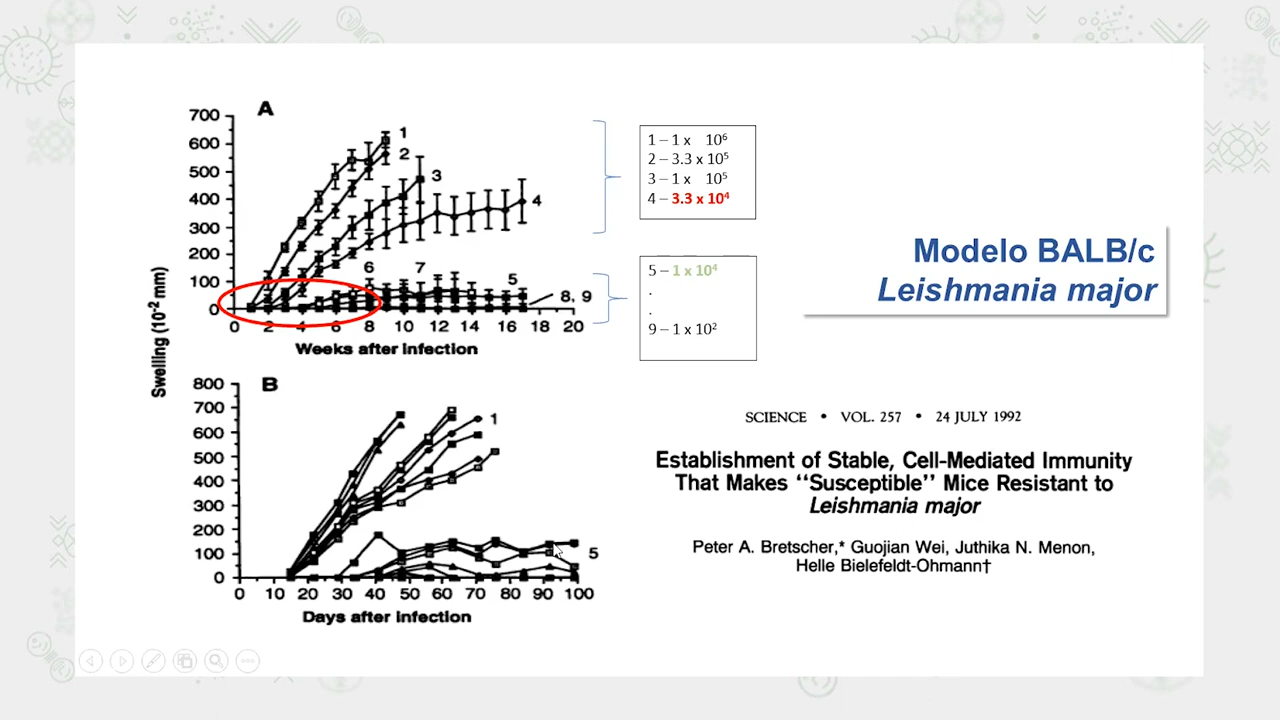 A
700
600
500
400
300
200
100
0
0 2 4 6 8 10 12 14 16 18 20
1
2
3
4
6 7 5
8, 9
Weeks after infection
Swelling (10⁻² mm)
B
800
700
600
500
400
300
200
100
0
0 10 20 30 40 50 60 70 80 90 100
1
5
Days after infection
1 – 1 x 10⁶
2 – 3.3 x 10⁵
3 – 1 x 10⁵
4 – 3.3 x 10⁴
5 – 1 x 10⁴
.
.
9 – 1 x 10²
Modelo BALB/c
Leishmania major
SCIENCE • VOL. 257 • 24 JULY 1992
Establishment of Stable, Cell-Mediated Immunity
That Makes "Susceptible" Mice Resistant to
Leishmania major
Peter A. Bretscher,* Guojian Wei, Juthika N. Menon,
Helle Bielefeldt-Ohmann†